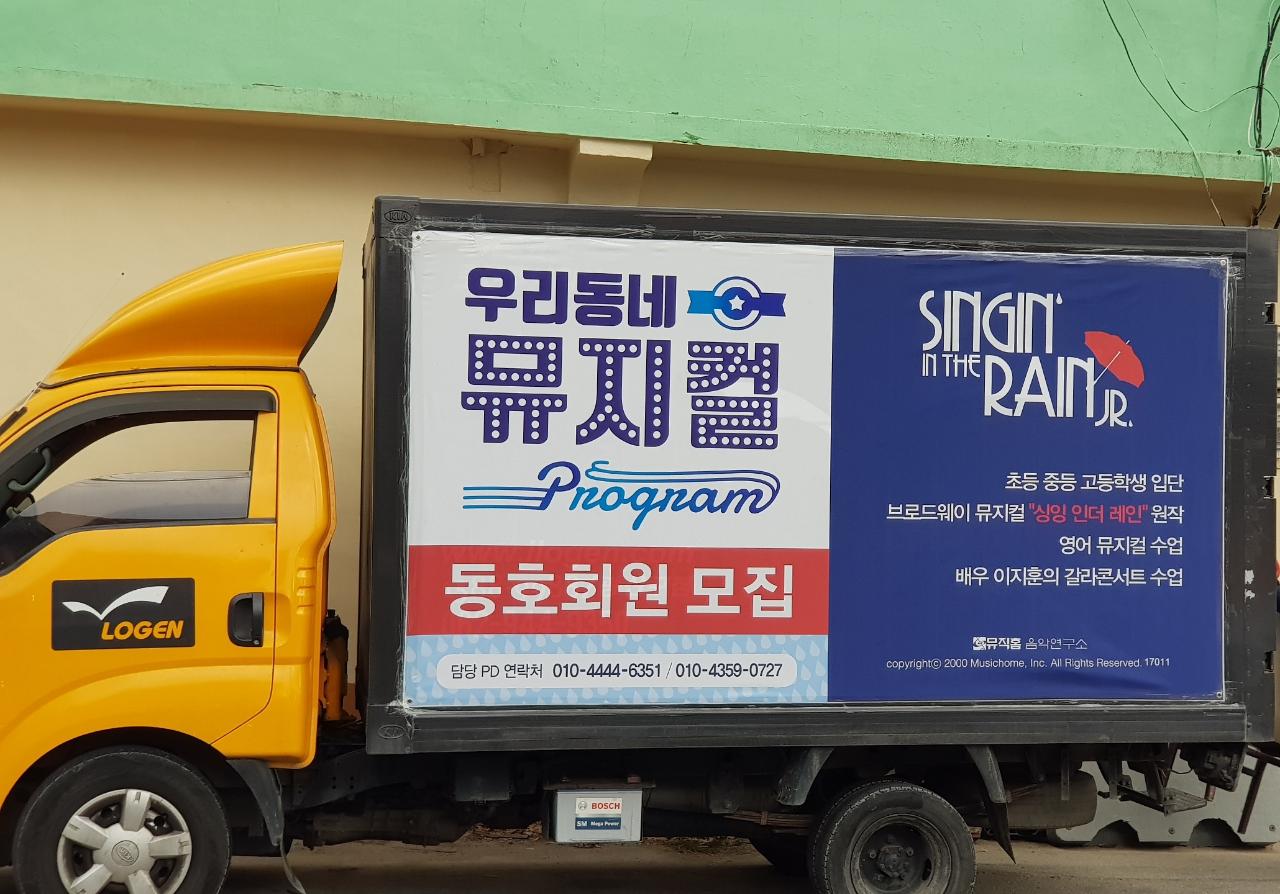 우리동네
뮤지컬
Program
동호회원 모집
담당 PD 연락처 010-4444-6351 / 010-4359-0727
SINGIN'
IN THE RAIN JR.
초등 중등 고등학생 입단
브로드웨이 뮤지컬 "싱잉 인더 레인" 원작
영어 뮤지컬 수업
배우 이지훈의 갈라콘서트 수업
뮤직홈 음악연구소
copyright© 2000 Musichome, Inc. All Rights Reserved. 17011
LOGEN
BOSCH
SM Mega Power